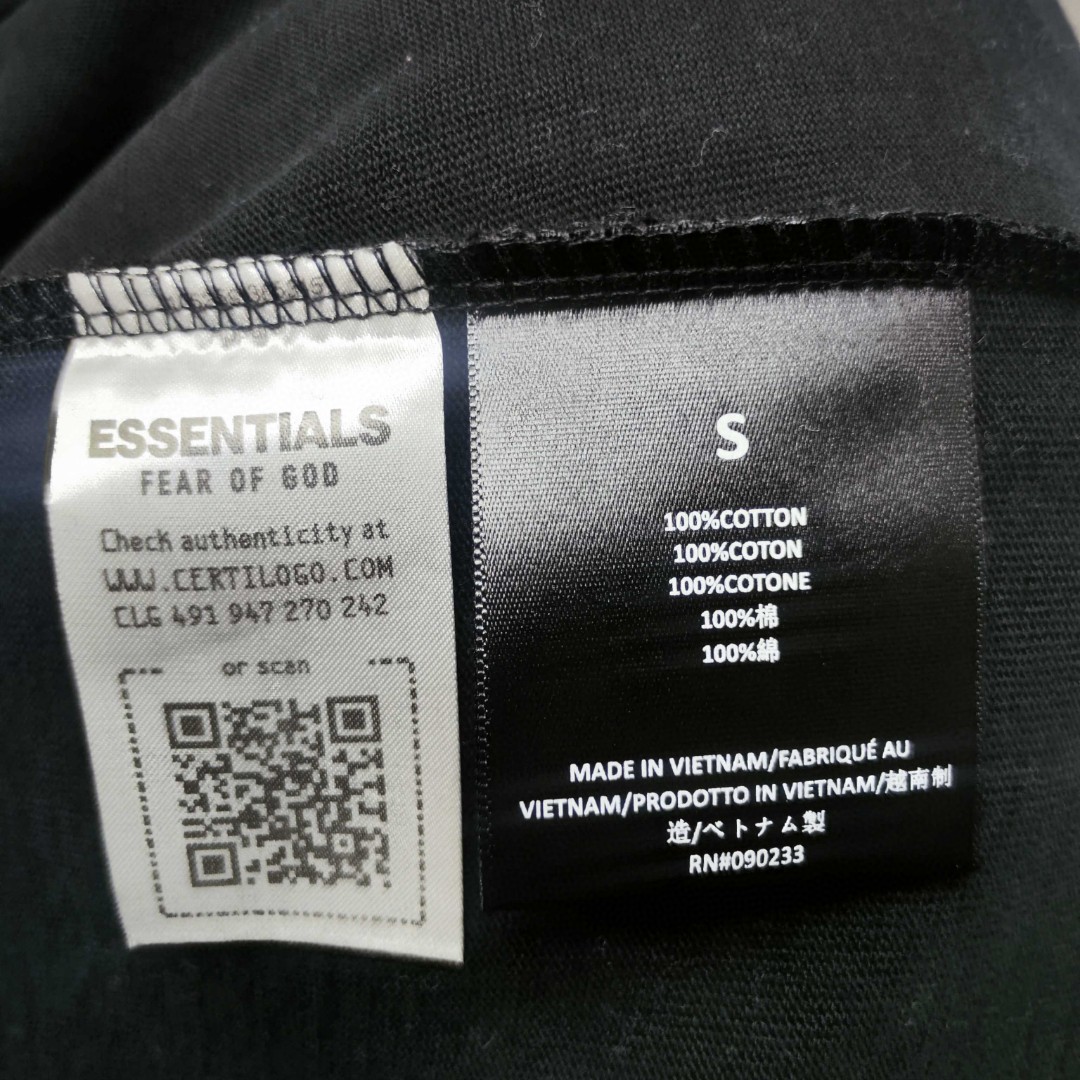 ESSENTIALS
FEAR OF GOD
Check authenticity at
WWW.CERTILOGO.COM
CLG 491 947 270 242
or scan
S
100%COTTON
100%COTON
100%COTONE
100%棉
100%綿
MADE IN VIETNAM/FABRIQUÉ AU
VIETNAM/PRODOTTO IN VIETNAM/越南制
造/ベトナム製
RN#090233